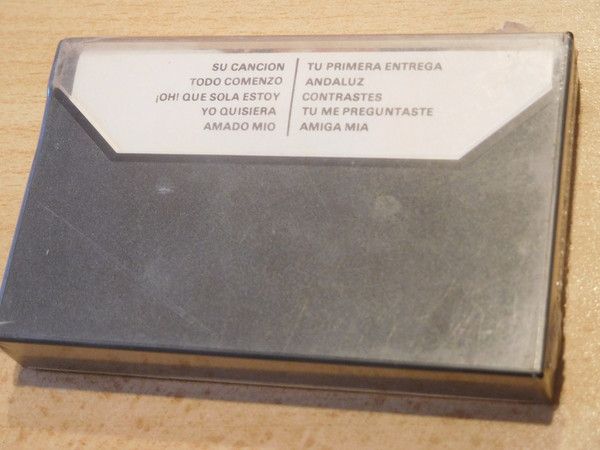 SU CANCION
TODO COMENZO
¡OH! QUE SOLA ESTOY
YO QUISIERA
AMADO MIO
TU PRIMERA ENTREGA
ANDALUZ
CONTRASTES
TU ME PREGUNTASTE
AMIGA MIA